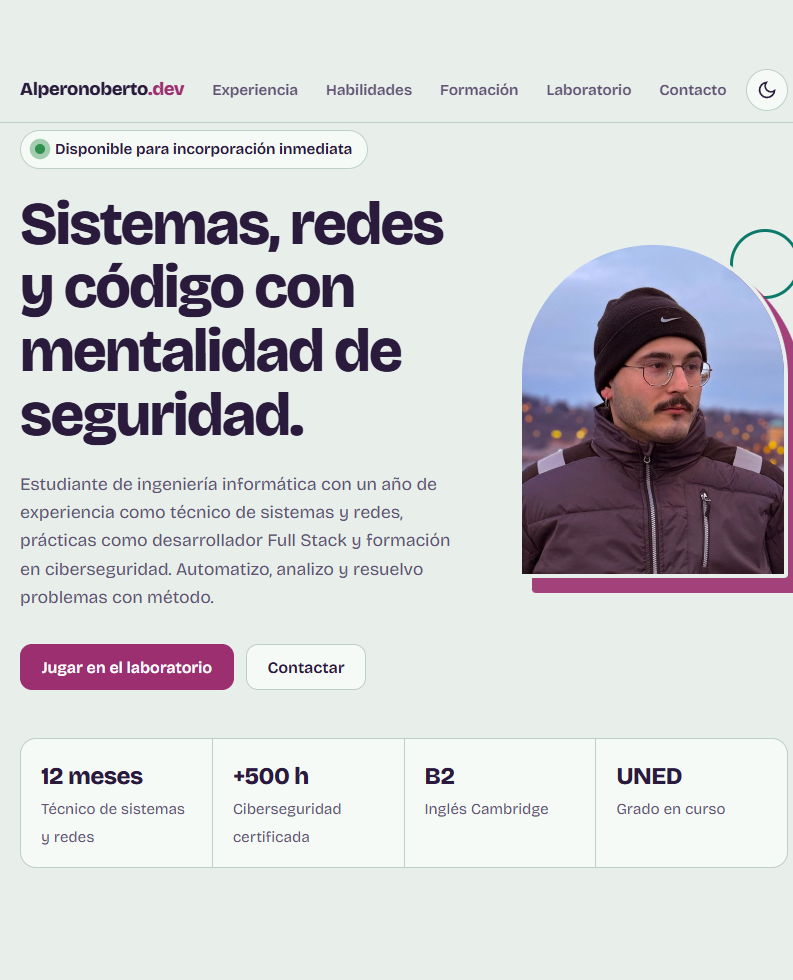 Alperonoberto.dev Experiencia Habilidades Formación Laboratorio Contacto
Disponible para incorporación inmediata
Sistemas, redes
y código con
mentalidad de
seguridad.
Estudiante de ingeniería informática con un año de
experiencia como técnico de sistemas y redes,
prácticas como desarrollador Full Stack y formación
en ciberseguridad. Automatizo, analizo y resuelvo
problemas con método.
Jugar en el laboratorio
Contactar
12 meses
Técnico de sistemas
y redes
+500 h
Ciberseguridad
certificada
B2
Inglés Cambridge
UNED
Grado en curso